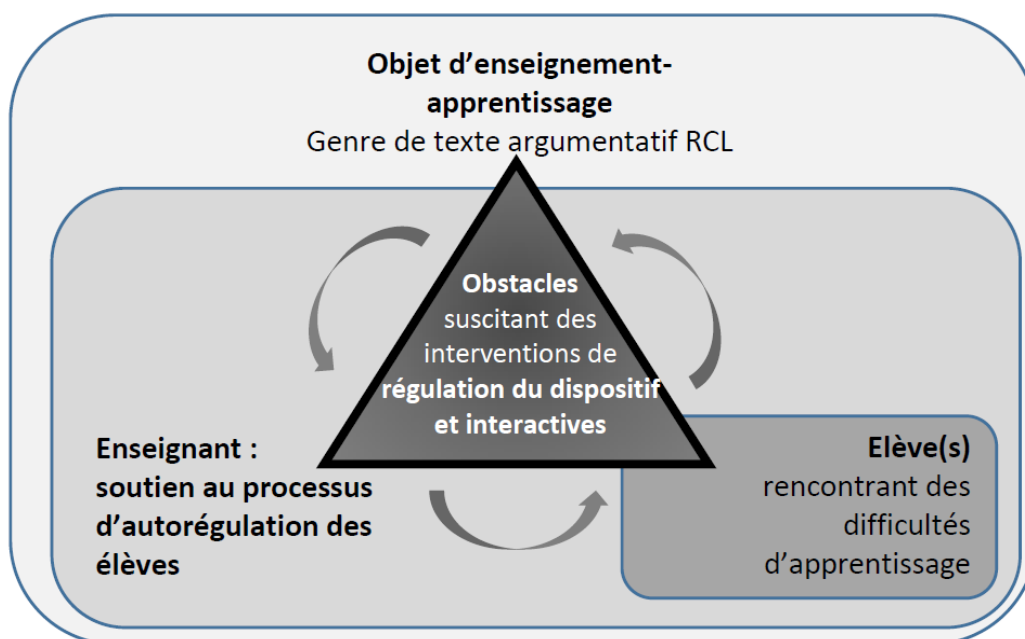 Objet d’enseignement-
apprentissage
Genre de texte argumentatif RCL
Obstacles
suscitant des
interventions de
régulation du dispositif
et interactives
Enseignant :
soutien au processus
d’autorégulation des
élèves
Elève(s)
rencontrant des
difficultés
d’apprentissage